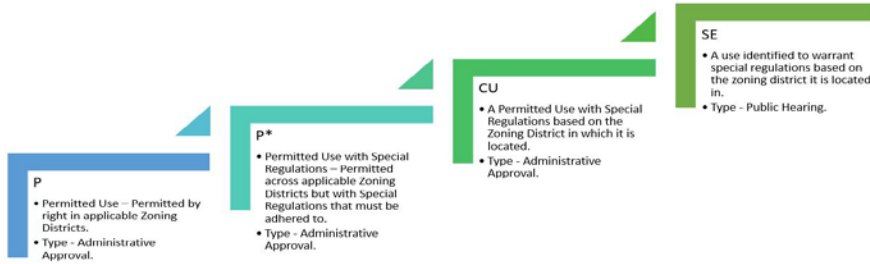 P
• Permitted Use – Permitted by
right in applicable Zoning
Districts.
• Type - Administrative
Approval.
P*
• Permitted Use with Special
Regulations – Permitted
across applicable Zoning
Districts but with Special
Regulations that must be
adhered to.
• Type - Administrative
Approval.
CU
• A Permitted Use with Special
Regulations based on the
Zoning District in which it is
located.
• Type - Administrative
Approval.
SE
• A use identified to warrant
special regulations based on
the zoning district it is located
in.
• Type - Public Hearing.